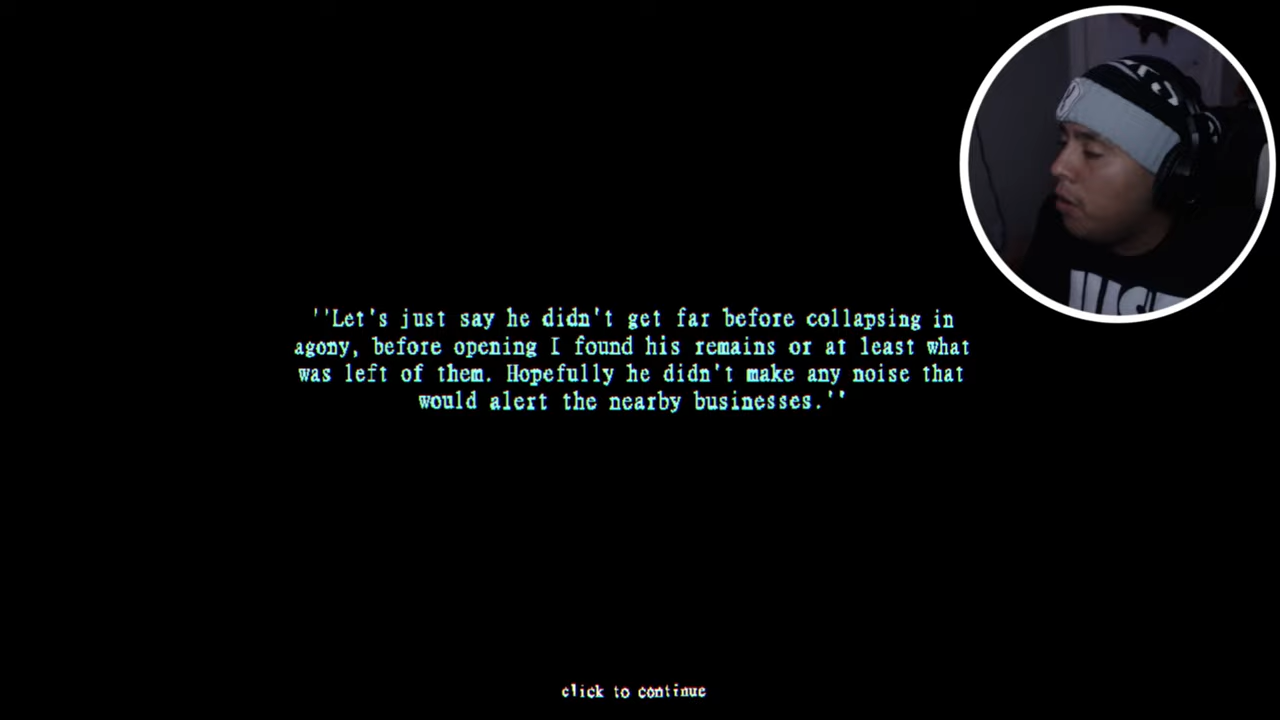 ''Let's just say he didn't get far before collapsing in
agony, before opening I found his remains or at least what
was left of them. Hopefully he didn't make any noise that
would alert the nearby businesses.''
click to continue